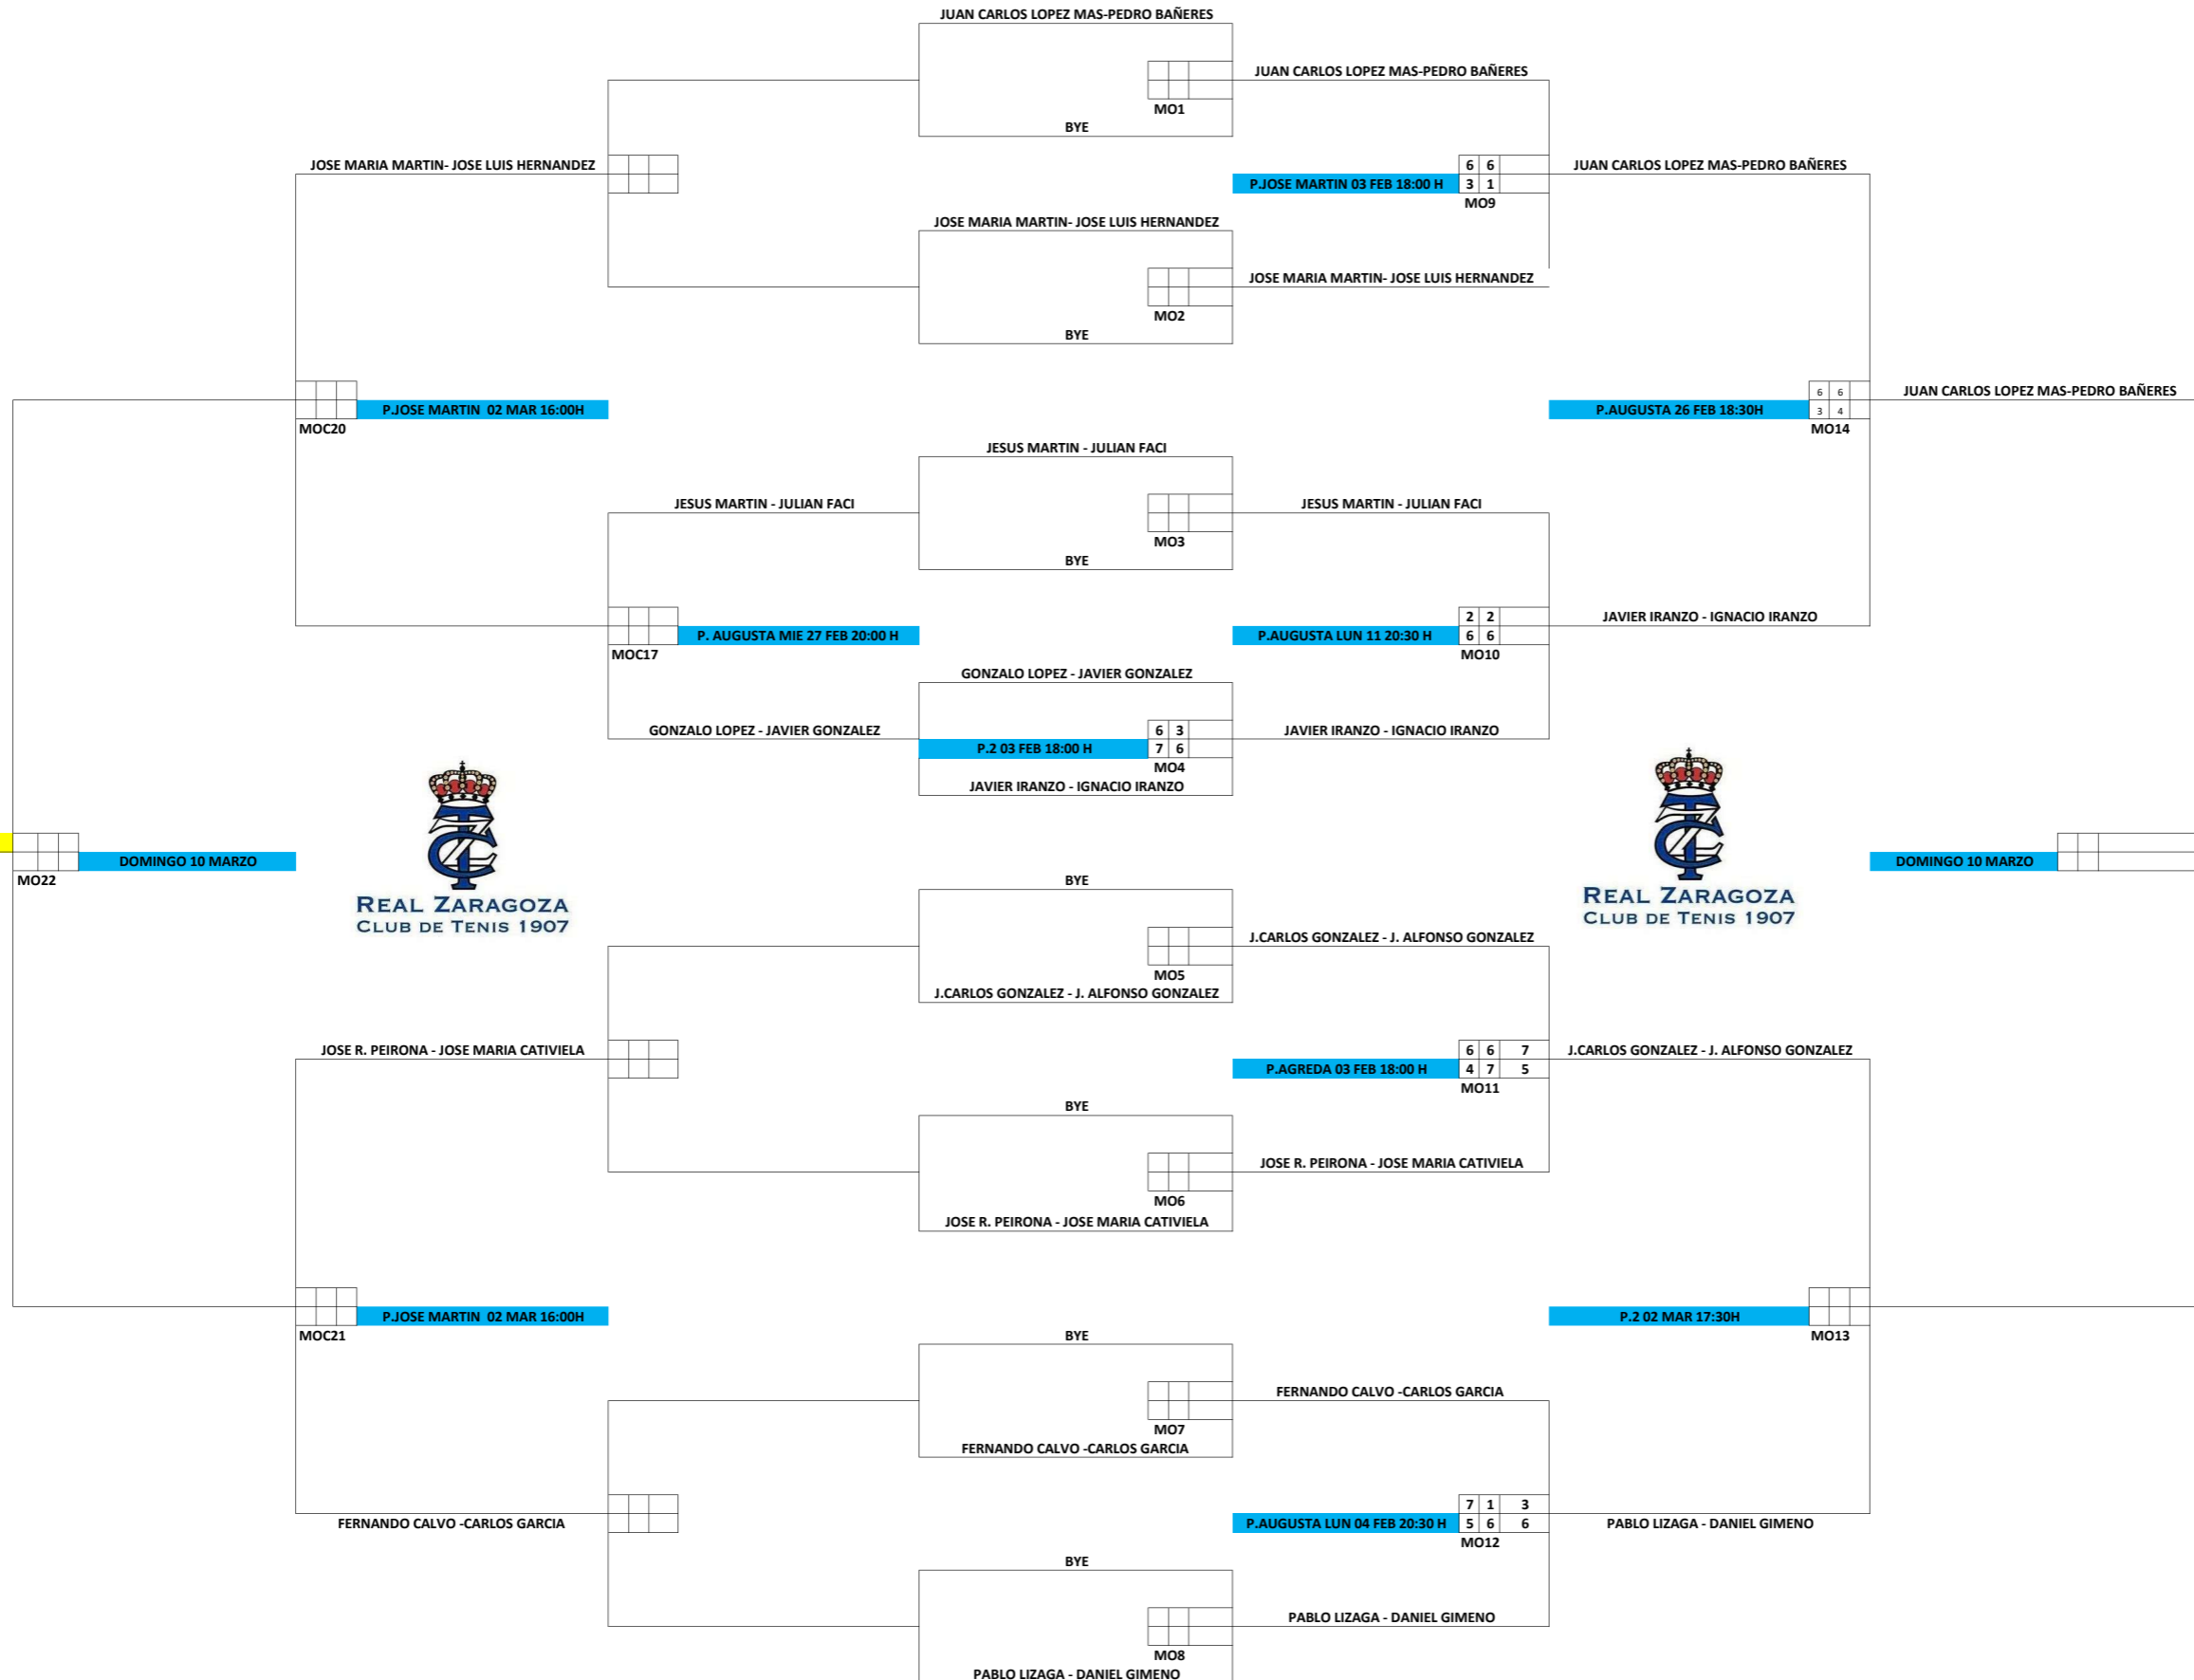 JUAN CARLOS LOPEZ MAS-PEDRO BAÑERES
JUAN CARLOS LOPEZ MAS-PEDRO BAÑERES
MO1
BYE
JOSE MARIA MARTIN- JOSE LUIS HERNANDEZ
6 6
JUAN CARLOS LOPEZ MAS-PEDRO BAÑERES
P.JOSE MARTIN 03 FEB 18:00 H
3 1
MO9
JOSE MARIA MARTIN- JOSE LUIS HERNANDEZ
JOSE MARIA MARTIN- JOSE LUIS HERNANDEZ
MO2
BYE
6 6
JUAN CARLOS LOPEZ MAS-PEDRO BAÑERES
P.JOSE MARTIN 02 MAR 16:00H
P.AUGUSTA 26 FEB 18:30H
3 4
MOC20
MO14
JESUS MARTIN - JULIAN FACI
JESUS MARTIN - JULIAN FACI
JESUS MARTIN - JULIAN FACI
MO3
BYE
2 2
JAVIER IRANZO - IGNACIO IRANZO
P. AUGUSTA MIE 27 FEB 20:00 H
P.AUGUSTA LUN 11 20:30 H
6 6
MOC17
MO10
GONZALO LOPEZ - JAVIER GONZALEZ
GONZALO LOPEZ - JAVIER GONZALEZ
6 3
JAVIER IRANZO - IGNACIO IRANZO
P.2 03 FEB 18:00 H
7 6
MO4
JAVIER IRANZO - IGNACIO IRANZO
DOMINGO 10 MARZO
DOMINGO 10 MARZO
MO22
REAL ZARAGOZA
CLUB DE TENIS 1907
REAL ZARAGOZA
CLUB DE TENIS 1907
BYE
J.CARLOS GONZALEZ - J. ALFONSO GONZALEZ
MO5
J.CARLOS GONZALEZ - J. ALFONSO GONZALEZ
JOSE R. PEIRONA - JOSE MARIA CATIVIELA
6 6 7
J.CARLOS GONZALEZ - J. ALFONSO GONZALEZ
P.AGREDA 03 FEB 18:00 H
4 7 5
MO11
BYE
JOSE R. PEIRONA - JOSE MARIA CATIVIELA
MO6
JOSE R. PEIRONA - JOSE MARIA CATIVIELA
P.JOSE MARTIN 02 MAR 16:00H
P.2 02 MAR 17:30H
MOC21
MO13
BYE
FERNANDO CALVO -CARLOS GARCIA
MO7
FERNANDO CALVO -CARLOS GARCIA
7 1 3
FERNANDO CALVO -CARLOS GARCIA
P.AUGUSTA LUN 04 FEB 20:30 H
5 6 6
PABLO LIZAGA - DANIEL GIMENO
MO12
BYE
PABLO LIZAGA - DANIEL GIMENO
MO8
PABLO LIZAGA - DANIEL GIMENO